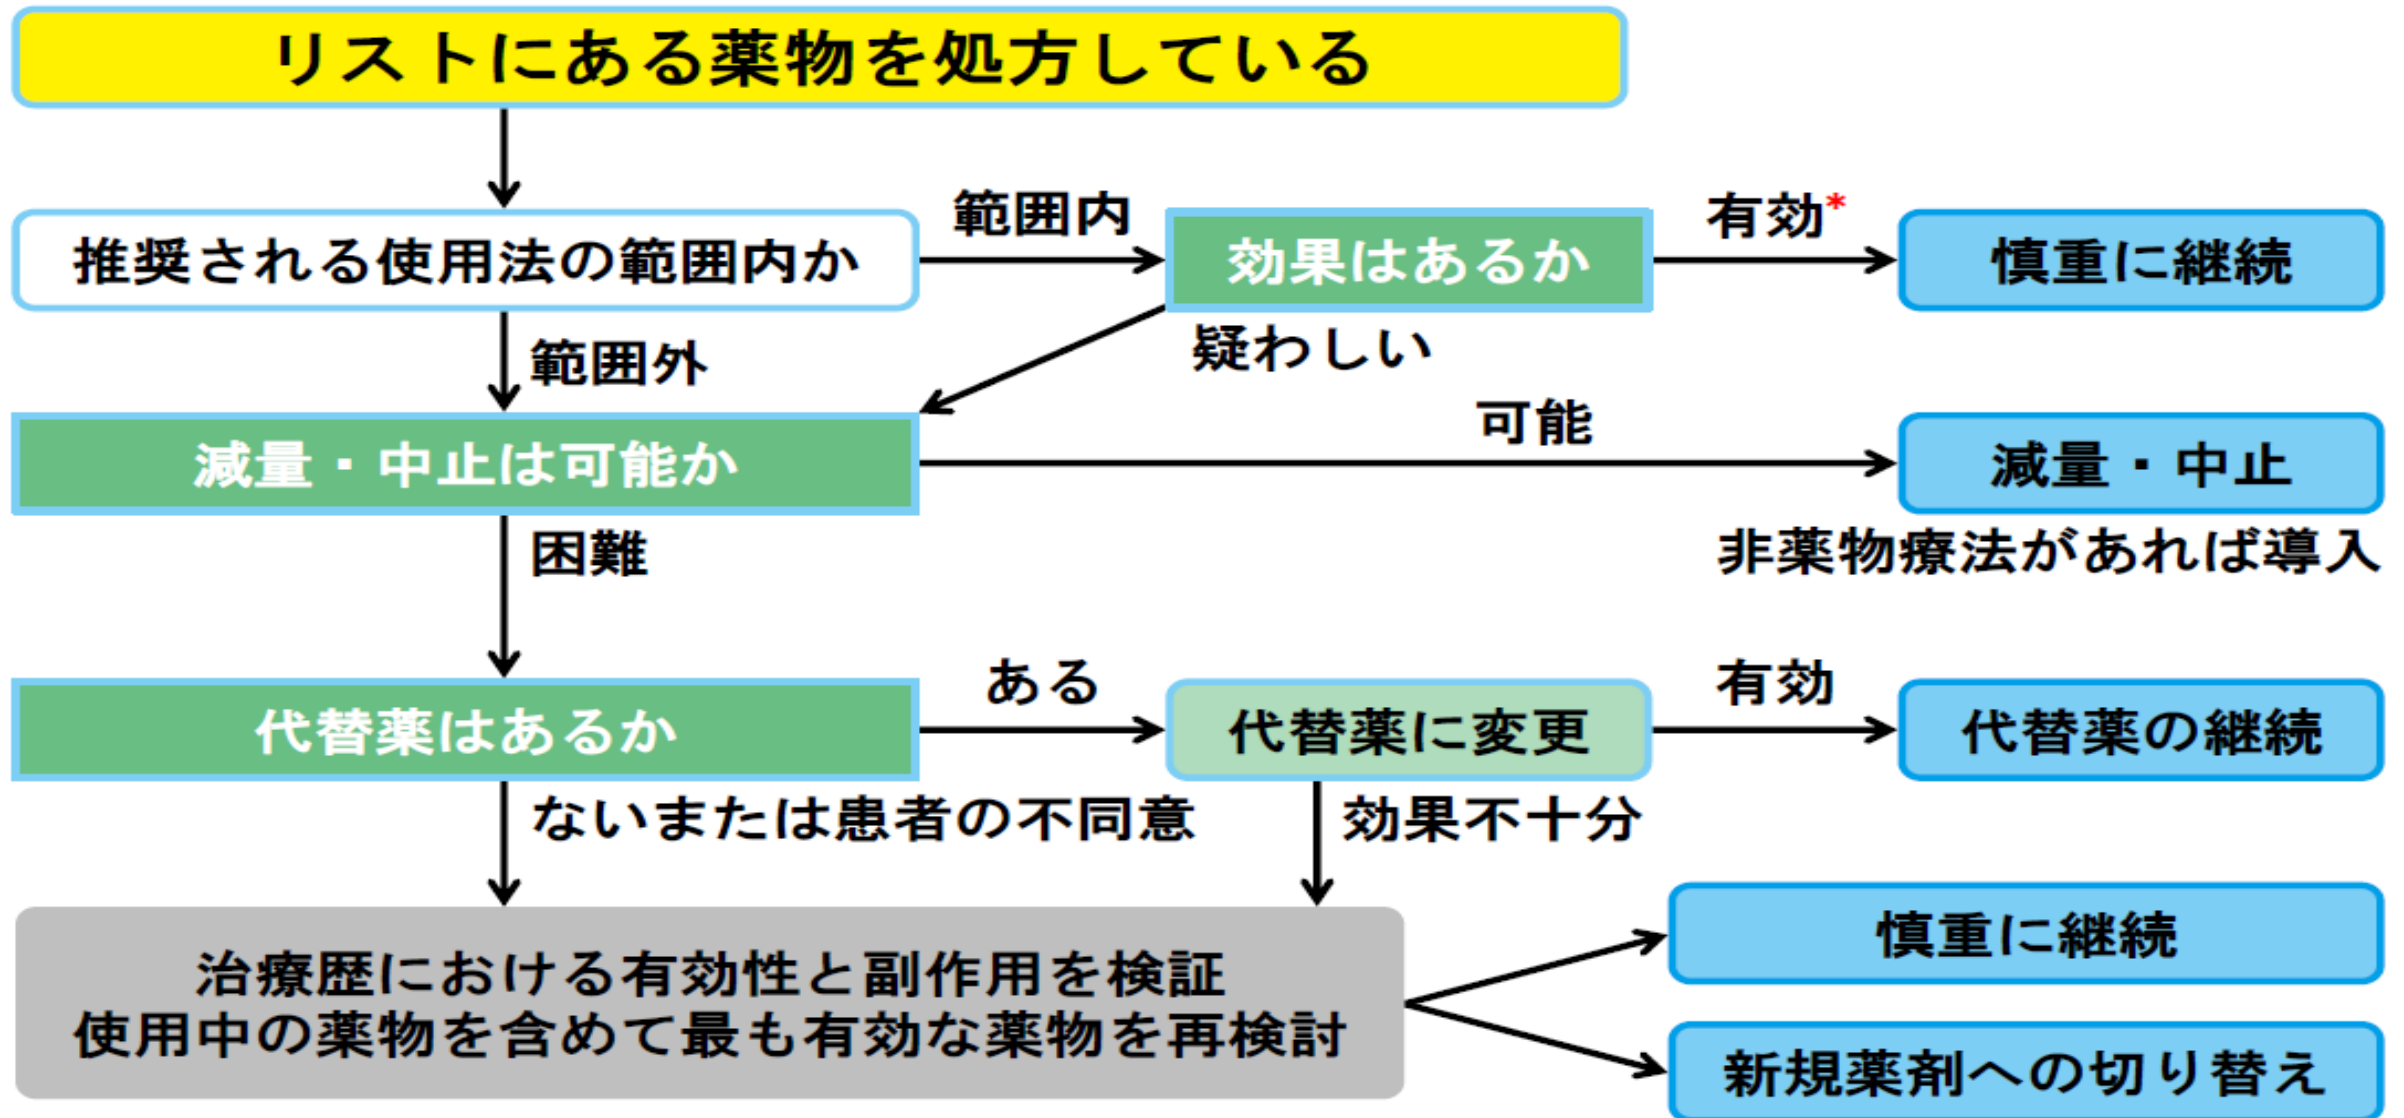 リストにある薬物を処方している
推奨される使用法の範囲内か
範囲内
効果はあるか
有効*
慎重に継続
範囲外
疑わしい
減量・中止は可能か
可能
減量・中止
非薬物療法があれば導入
困難
代替薬はあるか
ある
代替薬に変更
有効
代替薬の継続
ないまたは患者の不同意
効果不十分
治療歴における有効性と副作用を検証
使用中の薬物を含めて最も有効な薬物を再検討
慎重に継続
新規薬剤への切り替え